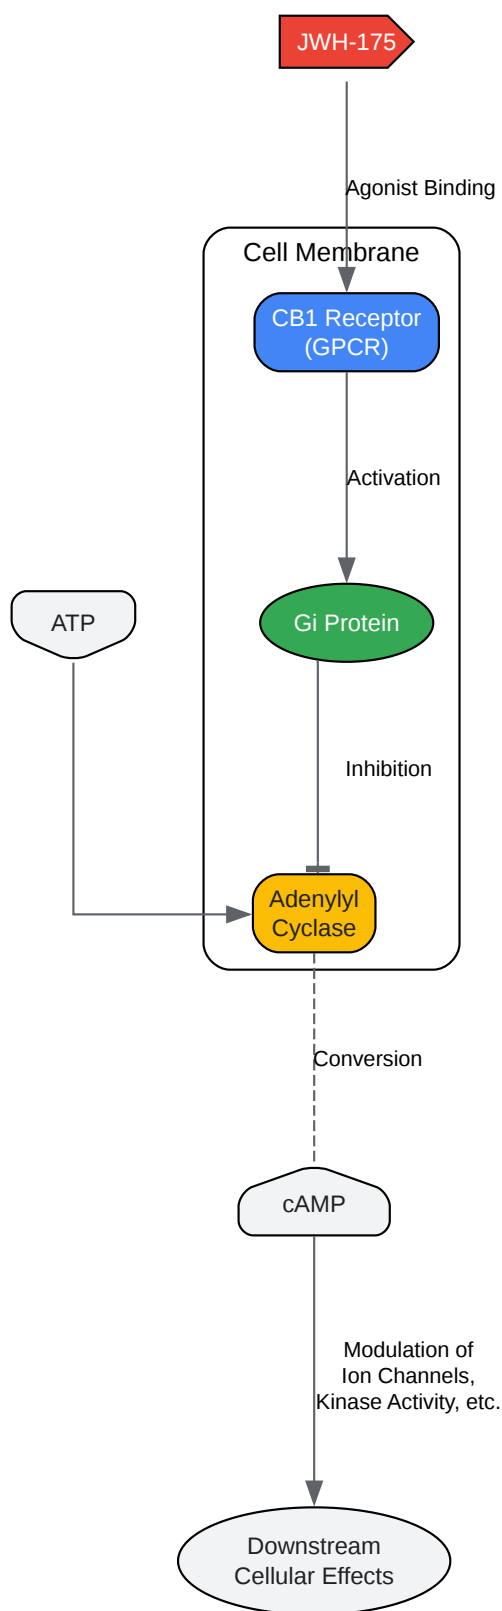 JWH-175
Agonist Binding
Cell Membrane
CB1 Receptor
(GPCR)
Activation
ATP
Gi Protein
Inhibition
Adenylyl
Cyclase
Conversion
cAMP
Modulation of
Ion Channels,
Kinase Activity, etc.
Downstream
Cellular Effects